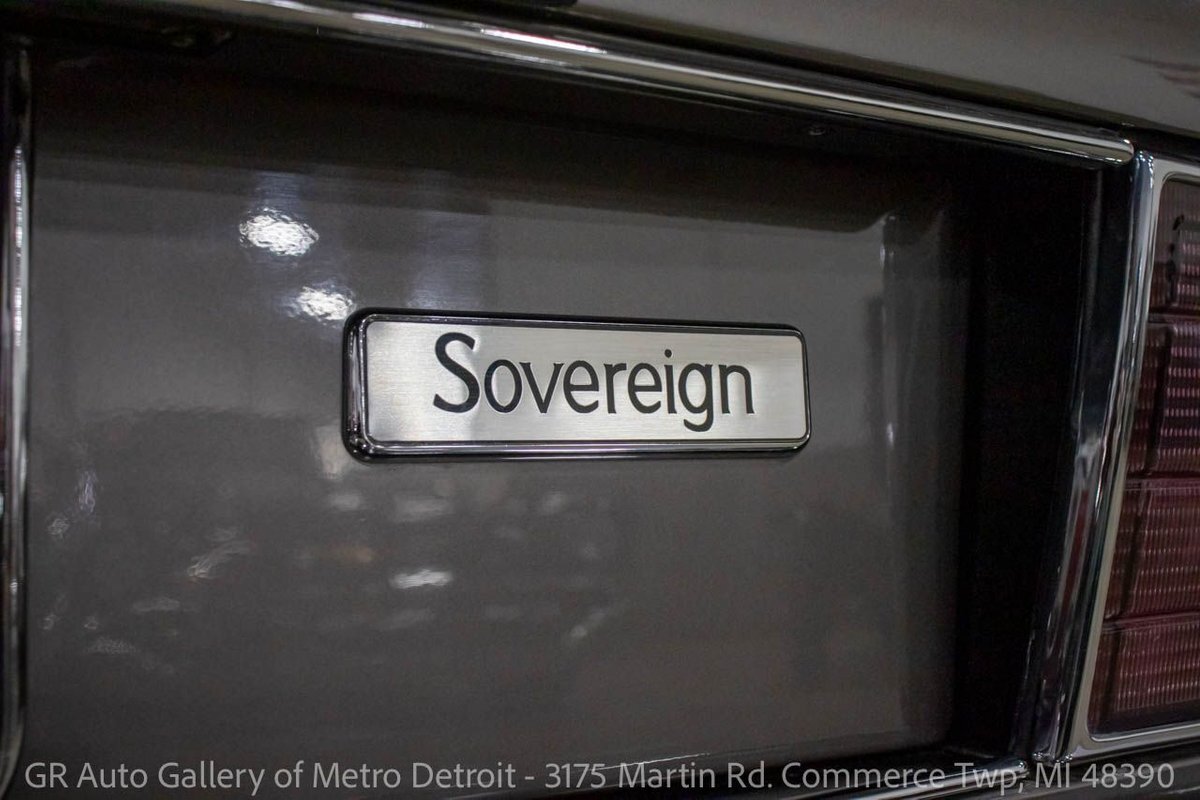 Sovereign
GR Auto Gallery of Metro Detroit - 3175 Martin Rd. Commerce Twp, MI 48390